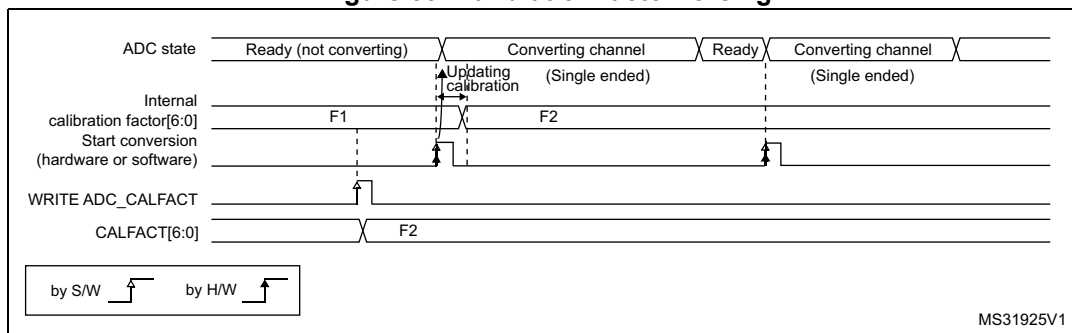 ADC state
Ready (not converting)
Converting channel
Ready
Converting channel
Updating
calibration
(Single ended)
(Single ended)
Internal
calibration factor[6:0]
F1
F2
Start conversion
(hardware or software)
WRITE ADC_CALFACT
CALFACT[6:0]
F2
by S/W
by H/W
MS31925V1